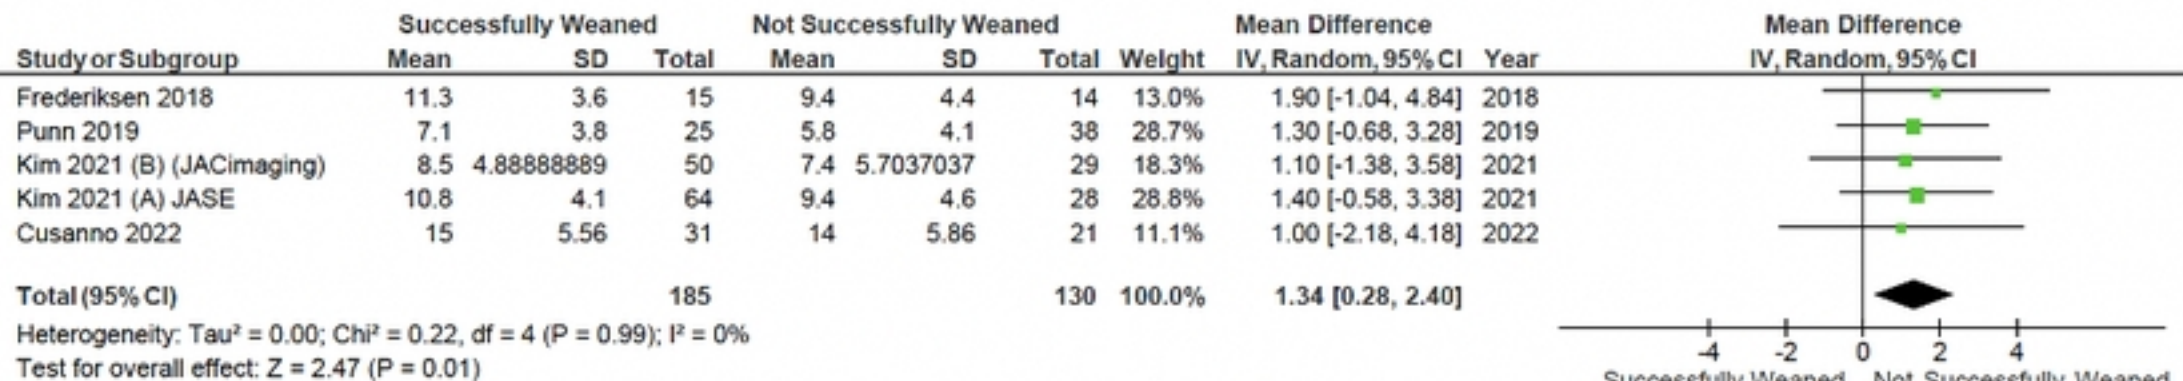 Successfully Weaned Not Successfully Weaned Mean Difference Mean Difference
Study or Subgroup Mean SD Total Mean SD Total Weight IV, Random, 95% CI Year IV, Random, 95% CI
Frederiksen 2018 11.3 3.6 15 9.4 4.4 14 13.0% 1.90 [-1.04, 4.84] 2018
Punn 2019 7.1 3.8 25 5.8 4.1 38 28.7% 1.30 [-0.68, 3.28] 2019
Kim 2021 (B) (JACimaging) 8.5 4.88888889 50 7.4 5.7037037 29 18.3% 1.10 [-1.38, 3.58] 2021
Kim 2021 (A) JASE 10.8 4.1 64 9.4 4.6 28 28.8% 1.40 [-0.58, 3.38] 2021
Cusanno 2022 15 5.56 31 14 5.86 21 11.1% 1.00 [-2.18, 4.18] 2022
Total (95% CI) 185 130 100.0% 1.34 [0.28, 2.40]
Heterogeneity: Tau² = 0.00; Chi² = 0.22, df = 4 (P = 0.99); I² = 0%
Test for overall effect: Z = 2.47 (P = 0.01)
-4 -2 0 2 4
Successfully Weaned Not Successfully Weaned